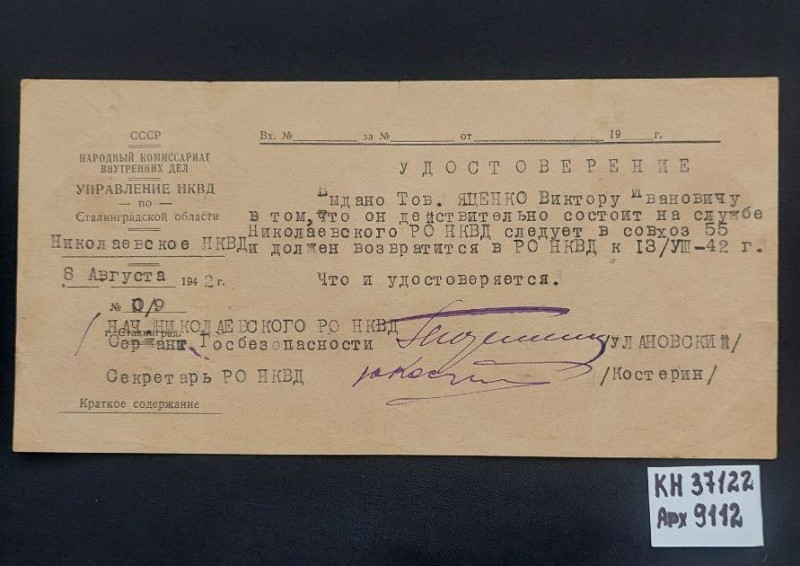 СССР
НАРОДНЫЙ КОМИССАРИАТ
ВНУТРЕННИХ ДЕЛ
УПРАВЛЕНИЕ НКВД
— ПО —
Сталинградской области
Николаевское НКВД
8 Августа 1942 г.
№ 0/9
г. Сталинград
Вх. № за № от 19 г.
УДОСТОВЕРЕНИЕ
Выдано Тов. ЯЦЕНКО Виктору Ивановичу
в том, что он действительно состоит на службе
Николаевского РО НКВД следует в совхоз 55
и должен возвратится в РО НКВД к 13/УШ-42 г.
Что и удостоверяется.
НАЧ.НИКОЛАЕВСКОГО РО НКВД
Сержант Госбезопасности /УЛАНОВСКИЙ/
Секретарь РО НКВД /Костерин/
Краткое содержание
КН 37122
Арх 9112